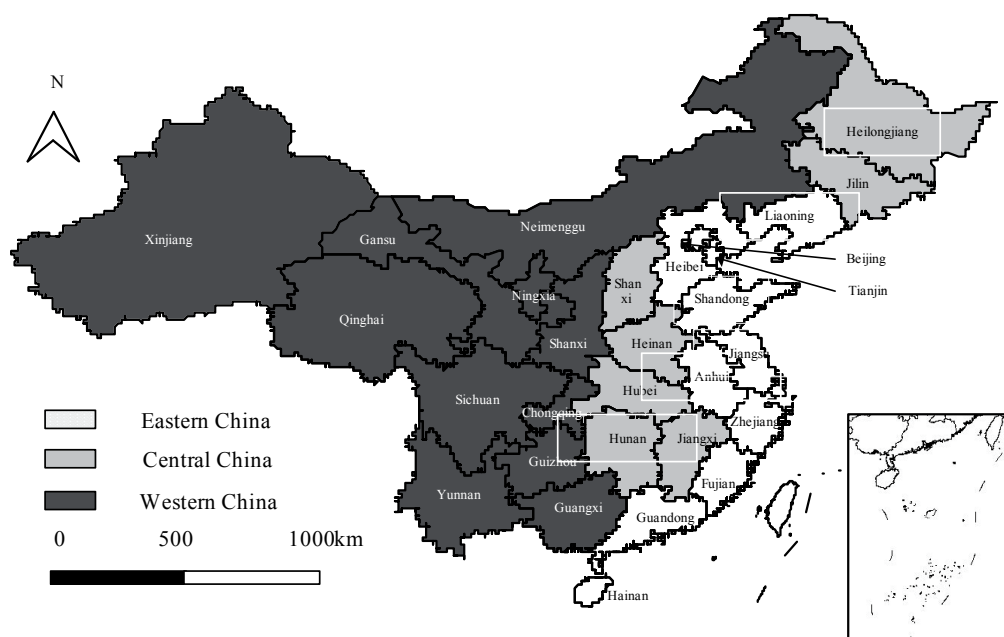 N
Heilongjiang
Jilin
Liaoning
Xinjiang
Gansu
Neimenggu
Beijing
Heibei
Tianjin
Shan
xi
Ningxia
Shandong
Qinghai
Shanxi
Heinan
Jiangsu
Anhui
Sichuan
Hubei
Chongqing
Zhejiang
Eastern China
Hunan
Jiangxi
Central China
Guizhou
Fujian
Western China
Yunnan
Guangxi
Guandong
0 500 1000km
Hainan